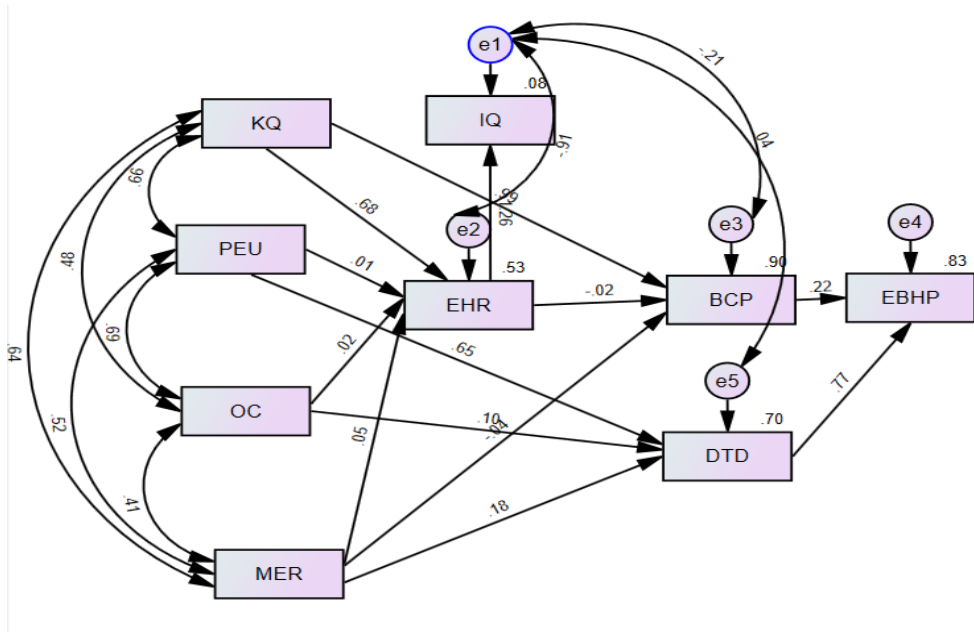 e1
-.21
.08
KQ
IQ
.04
.48
.68
.99
e2
.26
e3
e4
PEU
.01
.53
.90
.83
EHR
-.02
BCP
.22
EBHP
.69
.02
.65
.64
e5
.77
.52
OC
.10
-.04
.70
DTD
.05
.41
.18
MER